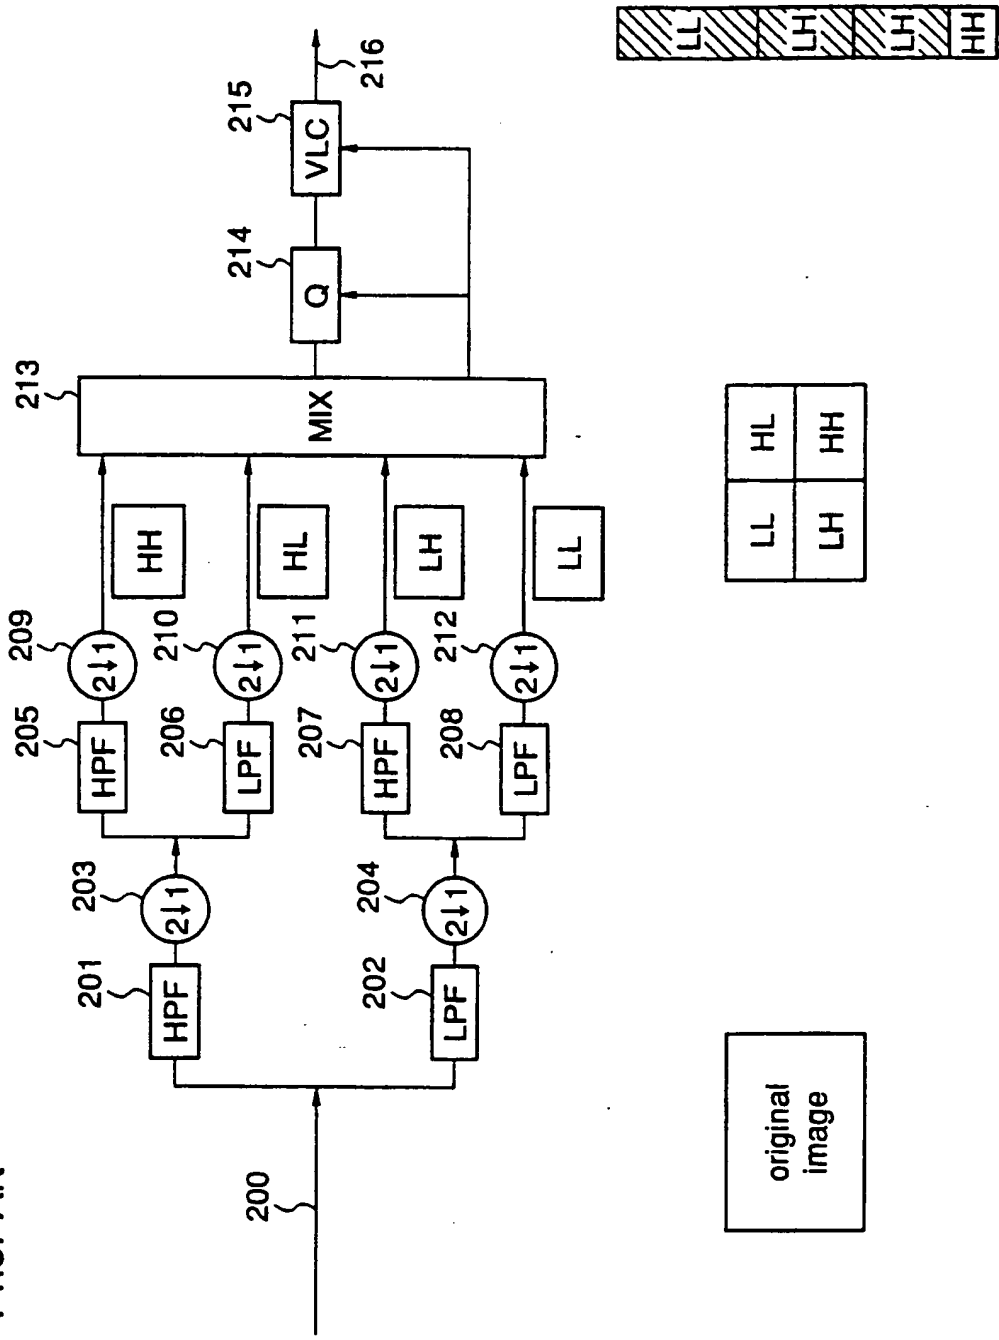 200
201
HPF
202
LPF
203
2↓1
204
2↓1
205
HPF
206
LPF
207
HPF
208
LPF
209
2↓1
210
2↓1
211
2↓1
212
2↓1
HH
HL
LH
LL
213
MIX
214
Q
215
VLC
216
original
image
LL
HL
LH
HH
LL
LH
LH
HH